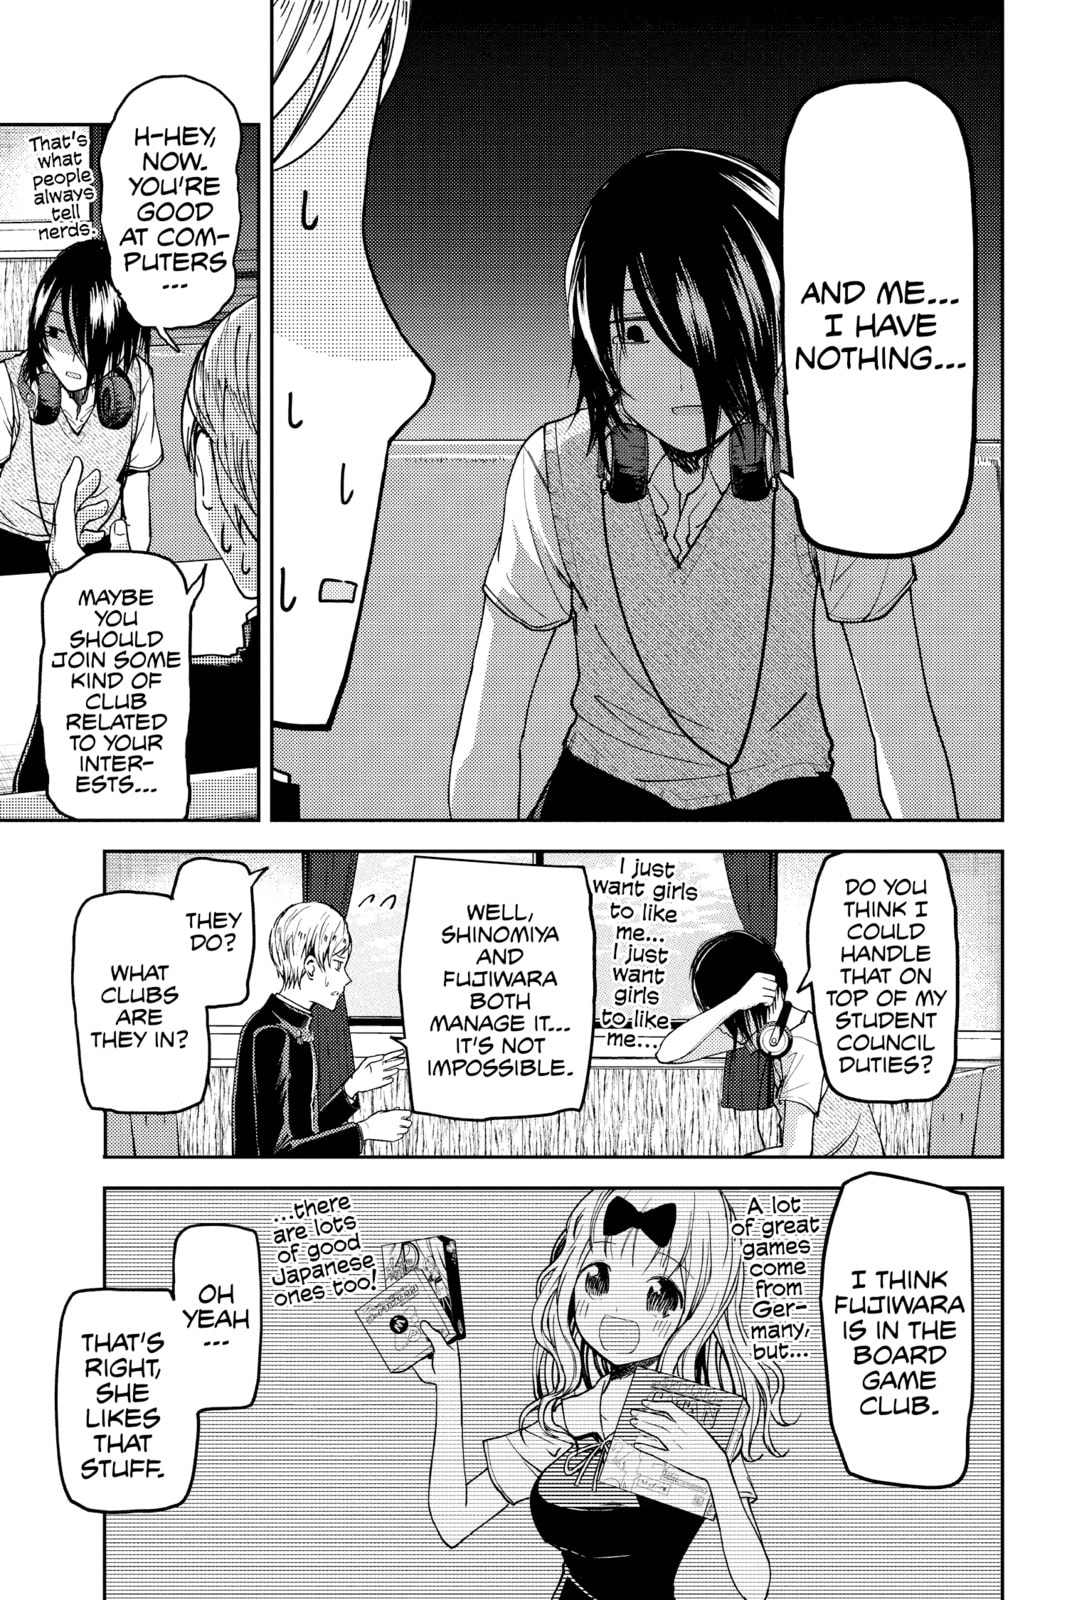 AND ME...
I HAVE
NOTHING...
H-HEY,
NOW.
YOU'RE
GOOD
AT COM-
PUTERS
...
That's
what
people
always
tell
nerds.
MAYBE
YOU
SHOULD
JOIN SOME
KIND OF
CLUB
RELATED
TO YOUR
INTER-
ESTS...
DO YOU
THINK I
COULD
HANDLE
THAT ON
TOP OF MY
STUDENT
COUNCIL
DUTIES?
I just
want girls
to like
me...
I just
want
girls
to like
me...
WELL,
SHINOMIYA
AND
FUJIWARA
BOTH
MANAGE IT...
IT'S NOT
IMPOSSIBLE.
THEY
DO?
WHAT
CLUBS
ARE
THEY IN?
I THINK
FUJIWARA
IS IN THE
BOARD
GAME
CLUB.
A lot
of great
games
come
from
Ger-
many,
but...
...there
are lots
of good
Japanese
ones too!
OH
YEAH
...
THAT'S
RIGHT,
SHE
LIKES
THAT
STUFF.